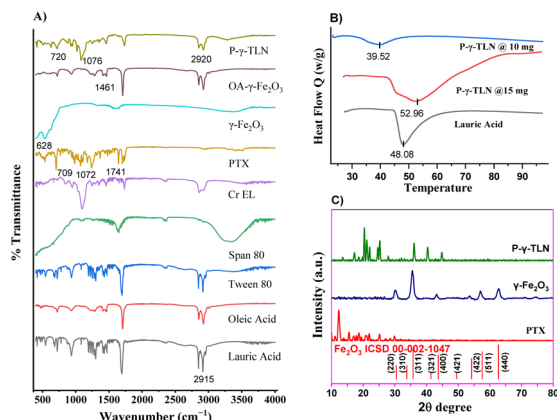 A)
P-γ-TLN
720
1076
2920
OA-γ-Fe₂O₃
1461
γ-Fe₂O₃
628
PTX
709
1072
1741
Cr EL
Span 80
Tween 80
Oleic Acid
Lauric Acid
2915
% Transmittance
400 1000 1500 2000 2500 3000 3500 4000
Wavenumber (cm⁻¹)
B)
39.52
P-γ-TLN @ 10 mg
P-γ-TLN @15 mg
52.96
Lauric Acid
48.08
Heat Flow Q (w/g)
30 40 50 60 70 80 90
Temperature
C)
P-γ-TLN
γ-Fe₂O₃
PTX
Fe₂O₃ ICSD 00-002-1047
(220)
(310)
(311)
(321)
(400)
(421)
(422)
(511)
(440)
Intensity (a.u.)
10 20 30 40 50 60 70 80
2θ degree